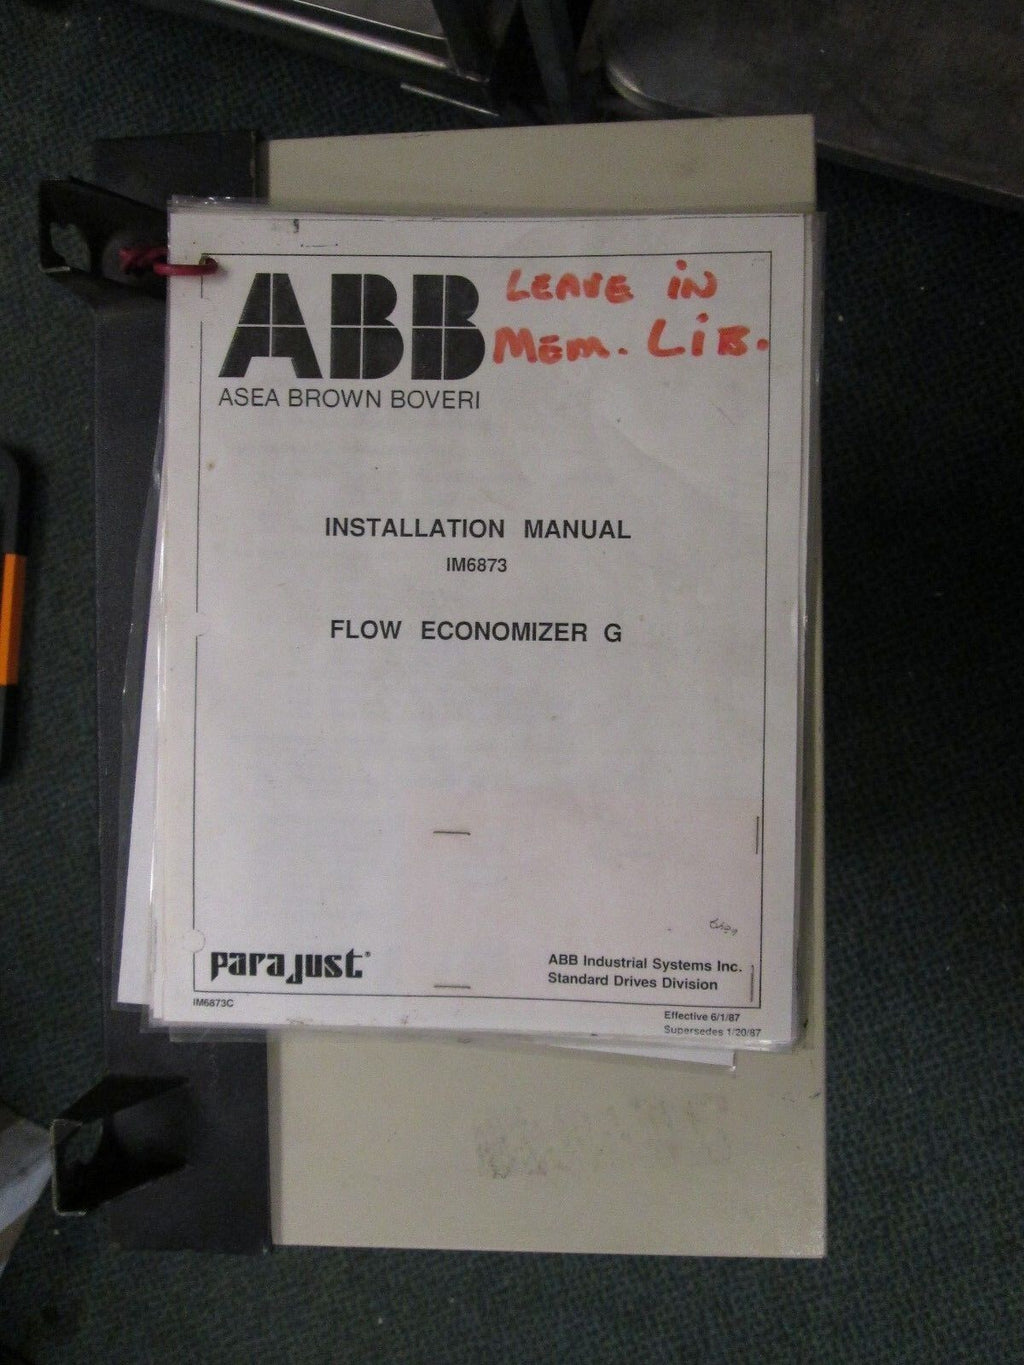 ABB
LEAVE IN
MEM. LIB.
ASEA BROWN BOVERI
INSTALLATION MANUAL
IM6873
FLOW ECONOMIZER G
parajust®
ABB Industrial Systems Inc.
Standard Drives Division
IM6873C
Effective 6/1/87
Supersedes 1/20/87